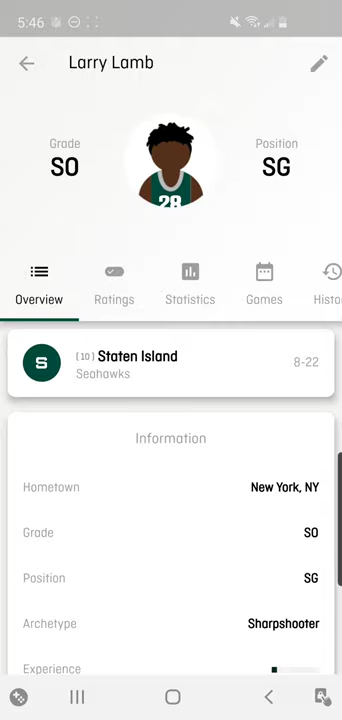 5:46
Larry Lamb
Grade
SO
Position
SG
28
Overview
Ratings
Statistics
Games
Histo
S
[10] Staten Island
Seahawks
8-22
Information
Hometown
New York, NY
Grade
SO
Position
SG
Archetype
Sharpshooter
Experience